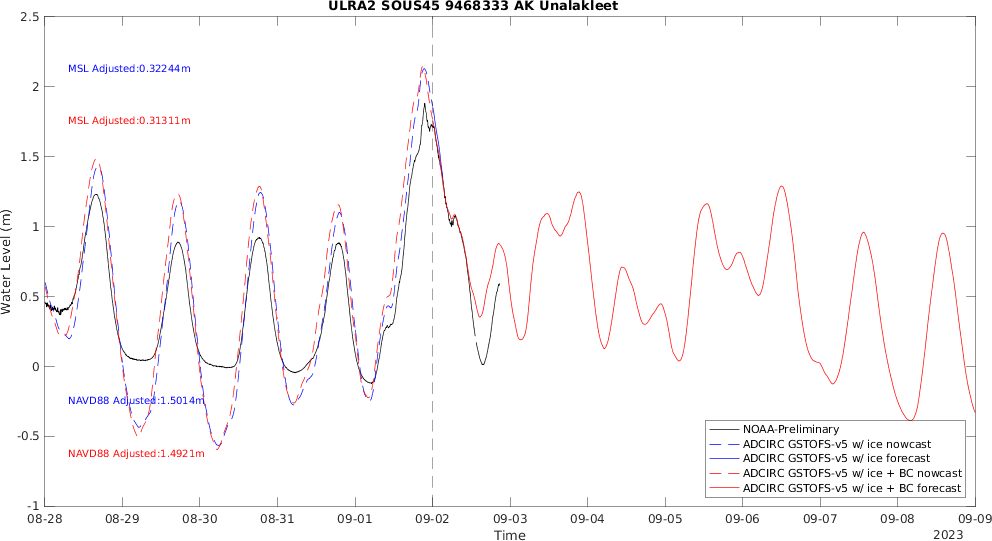 ULRA2 SOUS45 9468333 AK Unalakleet
2.5
2
1.5
1
0.5
0
-0.5
-1
Water Level (m)
MSL Adjusted:0.32244m
MSL Adjusted:0.31311m
NAVD88 Adjusted:1.5014m
NAVD88 Adjusted:1.4921m
NOAA-Preliminary
ADCIRC GSTOFS-v5 w/ ice nowcast
ADCIRC GSTOFS-v5 w/ ice forecast
ADCIRC GSTOFS-v5 w/ ice + BC nowcast
ADCIRC GSTOFS-v5 w/ ice + BC forecast
08-28 08-29 08-30 08-31 09-01 09-02 09-03 09-04 09-05 09-06 09-07 09-08 09-09
Time
2023